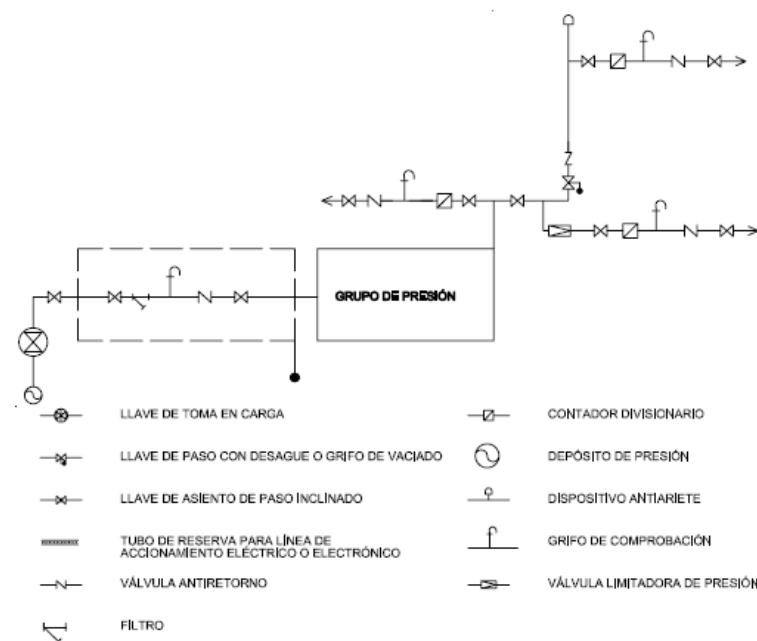 GRUPO DE PRESIÓN
LLAVE DE TOMA EN CARGA
LLAVE DE PASO CON DESAGUE O GRIFO DE VACIADO
LLAVE DE ASIENTO DE PASO INCLINADO
TUBO DE RESERVA PARA LÍNEA DE
ACCIONAMIENTO ELÉCTRICO O ELECTRÓNICO
VÁLVULA ANTIRETORNO
FILTRO
CONTADOR DIVISIONARIO
DEPÓSITO DE PRESIÓN
DISPOSITIVO ANTIARIETE
GRIFO DE COMPROBACIÓN
VÁLVULA LIMITADORA DE PRESIÓN